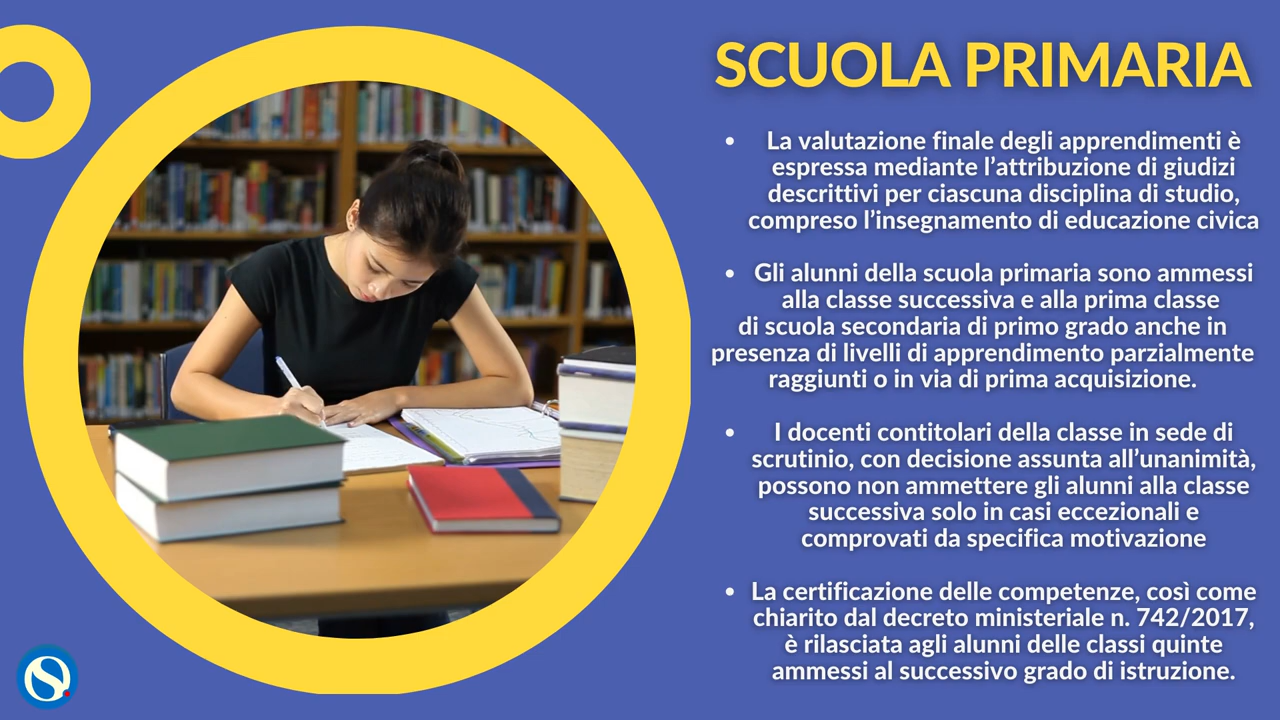 SCUOLA PRIMARIA
• La valutazione finale degli apprendimenti è
espressa mediante l’attribuzione di giudizi
descrittivi per ciascuna disciplina di studio,
compreso l’insegnamento di educazione civica
• Gli alunni della scuola primaria sono ammessi
alla classe successiva e alla prima classe
di scuola secondaria di primo grado anche in
presenza di livelli di apprendimento parzialmente
raggiunti o in via di prima acquisizione.
• I docenti contitolari della classe in sede di
scrutinio, con decisione assunta all’unanimità,
possono non ammettere gli alunni alla classe
successiva solo in casi eccezionali e
comprovati da specifica motivazione
• La certificazione delle competenze, così come
chiarito dal decreto ministeriale n. 742/2017,
è rilasciata agli alunni delle classi quinte
ammessi al successivo grado di istruzione.
S.